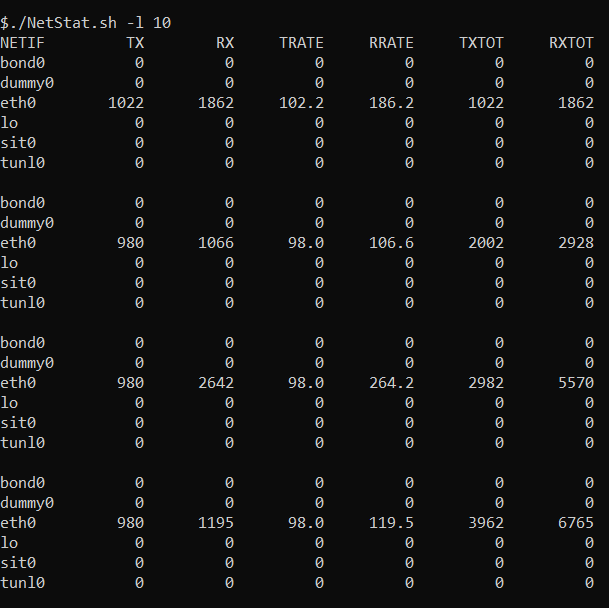 $./NetStat.sh -l 10
NETIF         TX        RX     TRATE     RRATE     TXTOT     RXTOT
bond0          0         0         0         0         0         0
dummy0         0         0         0         0         0         0
eth0        1022      1862     102.2     186.2      1022      1862
lo             0         0         0         0         0         0
sit0           0         0         0         0         0         0
tunl0          0         0         0         0         0         0

bond0          0         0         0         0         0         0
dummy0         0         0         0         0         0         0
eth0         980      1066      98.0     106.6      2002      2928
lo             0         0         0         0         0         0
sit0           0         0         0         0         0         0
tunl0          0         0         0         0         0         0

bond0          0         0         0         0         0         0
dummy0         0         0         0         0         0         0
eth0         980      2642      98.0     264.2      2982      5570
lo             0         0         0         0         0         0
sit0           0         0         0         0         0         0
tunl0          0         0         0         0         0         0

bond0          0         0         0         0         0         0
dummy0         0         0         0         0         0         0
eth0         980      1195      98.0     119.5      3962      6765
lo             0         0         0         0         0         0
sit0           0         0         0         0         0         0
tunl0          0         0         0         0         0         0